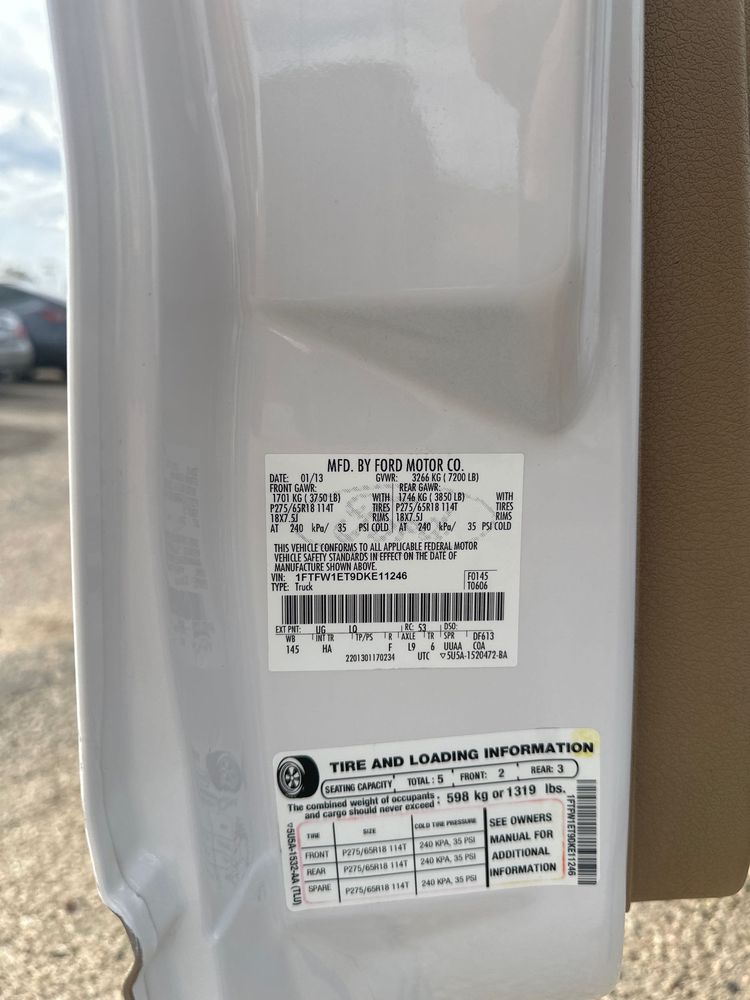 MFD. BY FORD MOTOR CO.
DATE: 01/13 GVWR: 3266 KG ( 7200 LB)
FRONT GAWR: REAR GAWR:
1701 KG ( 3750 LB) WITH 1746 KG ( 3850 LB) WITH
P275/65R18 114T TIRES P275/65R18 114T TIRES
18X7.5J RIMS 18X7.5J RIMS
AT 240 kPa/ 35 PSI COLD AT 240 kPa/ 35 PSI COLD
THIS VEHICLE CONFORMS TO ALL APPLICABLE FEDERAL MOTOR
VEHICLE SAFETY STANDARDS IN EFFECT ON THE DATE OF
MANUFACTURE SHOWN ABOVE.
VIN: 1FTFW1ET9DKE11246 F0145
TYPE: Truck T0606
EXT PNT: UG LQ RC: 53 DSO:
WB INT TR TP/PS R AXLE TR SPR DF613
145 HA F L9 6 UUAA COA
2201301170234 UTC ▽5U5A-1520472-BA
TIRE AND LOADING INFORMATION
SEATING CAPACITY TOTAL : 5 FRONT: 2 REAR: 3
The combined weight of occupants
and cargo should never exceed : 598 kg or 1319 lbs.
TIRE SIZE COLD TIRE PRESSURE
FRONT P275/65R18 114T 240 KPA, 35 PSI
REAR P275/65R18 114T 240 KPA, 35 PSI
SPARE P275/65R18 114T 240 KPA, 35 PSI
SEE OWNERS
MANUAL FOR
ADDITIONAL
INFORMATION
▽5U5A-1532-AA (TLU)
1FTFW1ET9DKE11246